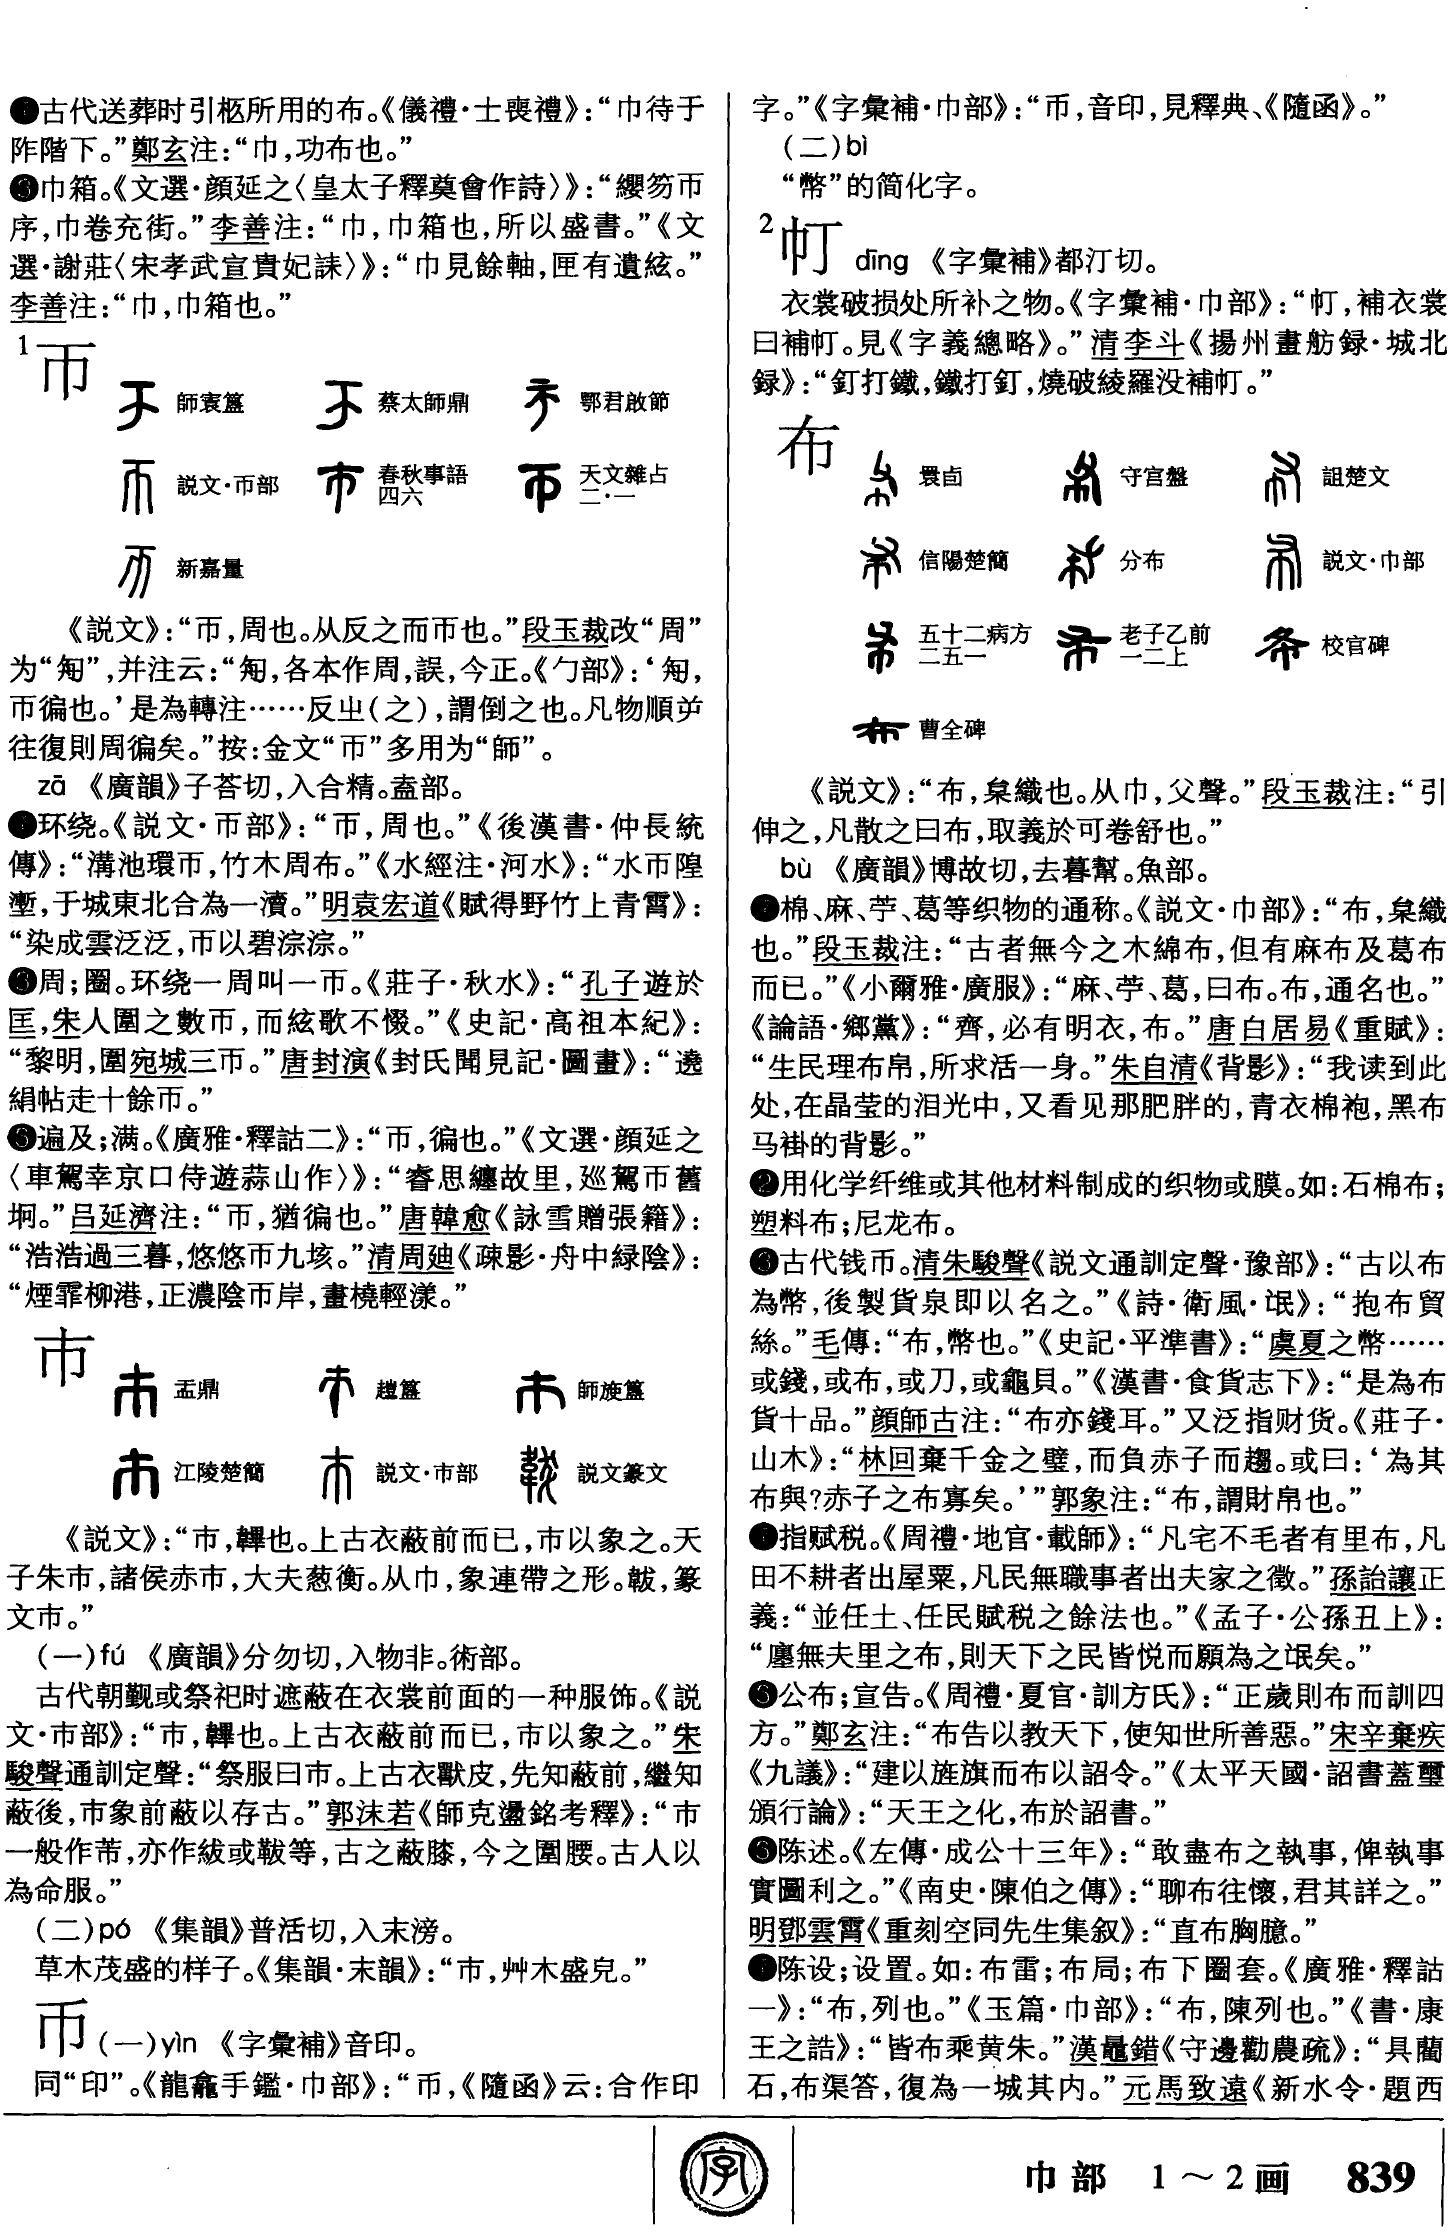 古代送葬时引柩所用的布。《儀禮·士喪禮》：“巾待于
阼階下。”鄭玄注：“巾，功布也。”
巾箱。《文選·顔延之〈皇太子釋奠會作詩〉》：“纓笏帀
序，巾卷充街。”李善注：“巾，巾箱也，所以盛書。”《文
選·謝莊〈宋孝武宣貴妃誄〉》：“巾見餘軸，匣有遺絃。”
李善注：“巾，巾箱也。”
1 帀
師㝨簋 蔡太師鼎 鄂君啟節
説文·帀部 春秋事語四六 天文雜占二·一
新嘉量
《説文》：“帀，周也。从反之而帀也。”段玉裁改“周”
为“匊”，并注云：“匊，各本作周，誤，今正。《勹部》：‘匊，
帀徧也。’是為轉注……反㞢（之），謂倒之也。凡物順屰
往復則周徧矣。”按：金文“帀”多用为“師”。
zā 《廣韻》子荅切，入合精。盍部。
环绕。《説文·帀部》：“帀，周也。”《後漢書·仲長統
傳》：“溝池環帀，竹木周布。”《水經注·河水》：“水帀隍
壍，于城東北合為一瀆。”明袁宏道《賦得野竹上青霄》：
“染成雲泛泛，帀以碧淙淙。”
周；圈。环绕一周叫一帀。《莊子·秋水》：“孔子遊於
匡，宋人圍之數帀，而絃歌不惙。”《史記·高祖本紀》：
“黎明，圍宛城三帀。”唐封演《封氏聞見記·圖畫》：“遶
絹帖走十餘帀。”
遍及；满。《廣雅·釋詁二》：“帀，徧也。”《文選·顔延之
〈車駕幸京口侍遊蒜山作〉》：“睿思纏故里，巡駕帀舊
坰。”吕延濟注：“帀，猶徧也。”唐韓愈《詠雪贈張籍》：
“浩浩過三暮，悠悠帀九垓。”清周廸《疎影·舟中緑陰》：
“煙霏柳港，正濃陰帀岸，畫橈輕漾。”
巿
盂鼎 趞簋 師旋簋
江陵楚簡 説文·巿部 説文篆文
《説文》：“巿，韠也。上古衣蔽前而已，巿以象之。天
子朱巿，諸侯赤巿，大夫葱衡。从巾，象連帶之形。韍，篆
文巿。”
（一）fú 《廣韻》分勿切，入物非。術部。
古代朝觐或祭祀时遮蔽在衣裳前面的一种服饰。《説
文·巿部》：“巿，韠也。上古衣蔽前而已，巿以象之。”朱
駿聲通訓定聲：“祭服曰巿。上古衣獸皮，先知蔽前，繼知
蔽後，巿象前蔽以存古。”郭沫若《師克盨銘考釋》：“巿
一般作芾，亦作紱或韍等，古之蔽膝，今之圍腰。古人以
為命服。”
（二）pó 《集韻》普活切，入末滂。
草木茂盛的样子。《集韻·末韻》：“巿，艸木盛皃。”
币
（一）yìn 《字彙補》音印。
同“印”。《龍龕手鑑·巾部》：“币，《隨函》云：合作印
字。”《字彙補·巾部》：“币，音印，見釋典、《隨函》。”
（二）bì
“幣”的简化字。
2 帄
dīng 《字彙補》都汀切。
衣裳破损处所补之物。《字彙補·巾部》：“帄，補衣裳
曰補帄。見《字義總略》。”清李斗《揚州畫舫録·城北
録》：“釘打鐵，鐵打釘，燒破綾羅没補帄。”
布
睘卣 守宫盤 詛楚文
信陽楚簡 分布 説文·巾部
五十二病方二五一 老子乙前一二上 校官碑
曹全碑
《説文》：“布，枲織也。从巾，父聲。”段玉裁注：“引
伸之，凡散之曰布，取義於可卷舒也。”
bù 《廣韻》博故切，去暮幫。魚部。
棉、麻、苧、葛等织物的通称。《説文·巾部》：“布，枲織
也。”段玉裁注：“古者無今之木綿布，但有麻布及葛布
而已。”《小爾雅·廣服》：“麻、苧、葛，曰布。布，通名也。”
《論語·鄉黨》：“齊，必有明衣，布。”唐白居易《重賦》：
“生民理布帛，所求活一身。”朱自清《背影》：“我读到此
处，在晶莹的泪光中，又看见那肥胖的，青衣棉袍，黑布
马褂的背影。”
❷用化学纤维或其他材料制成的织物或膜。如：石棉布；
塑料布；尼龙布。
古代钱币。清朱駿聲《説文通訓定聲·豫部》：“古以布
為幣，後製貨泉即以名之。”《詩·衛風·氓》：“抱布貿
絲。”毛傳：“布，幣也。”《史記·平準書》：“虞夏之幣……
或錢，或布，或刀，或龜貝。”《漢書·食貨志下》：“是為布
貨十品。”顔師古注：“布亦錢耳。”又泛指财货。《莊子·
山木》：“林回棄千金之璧，而負赤子而趨。或曰：‘為其
布與？赤子之布寡矣。’”郭象注：“布，謂財帛也。”
指赋税。《周禮·地官·載師》：“凡宅不毛者有里布，凡
田不耕者出屋粟，凡民無職事者出夫家之徵。”孫詒讓正
義：“並任土、任民賦税之餘法也。”《孟子·公孫丑上》：
“廛無夫里之布，則天下之民皆悦而願為之氓矣。”
公布；宣告。《周禮·夏官·訓方氏》：“正歲則布而訓四
方。”鄭玄注：“布告以教天下，使知世所善惡。”宋辛棄疾
《九議》：“建以旌旗而布以詔令。”《太平天國·詔書蓋璽
頒行論》：“天王之化，布於詔書。”
陈述。《左傳·成公十三年》：“敢盡布之執事，俾執事
實圖利之。”《南史·陳伯之傳》：“聊布往懷，君其詳之。”
明鄧雲霄《重刻空同先生集叙》：“直布胸臆。”
陈设；设置。如：布雷；布局；布下圈套。《廣雅·釋詁
一》：“布，列也。”《玉篇·巾部》：“布，陳列也。”《書·康
王之誥》：“皆布乘黄朱。”漢鼂錯《守邊勸農疏》：“具藺
石，布渠答，復為一城其内。”元馬致遠《新水令·題西
字
巾部 1～2画 839